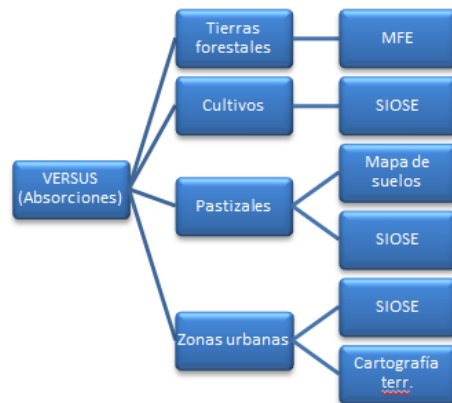 Tierras
forestales
MFE
Cultivos
SIOSE
VERSUS
(Absorciones)
Pastizales
Mapa de
suelos
SIOSE
Zonas urbanas
SIOSE
Cartografía
terr.